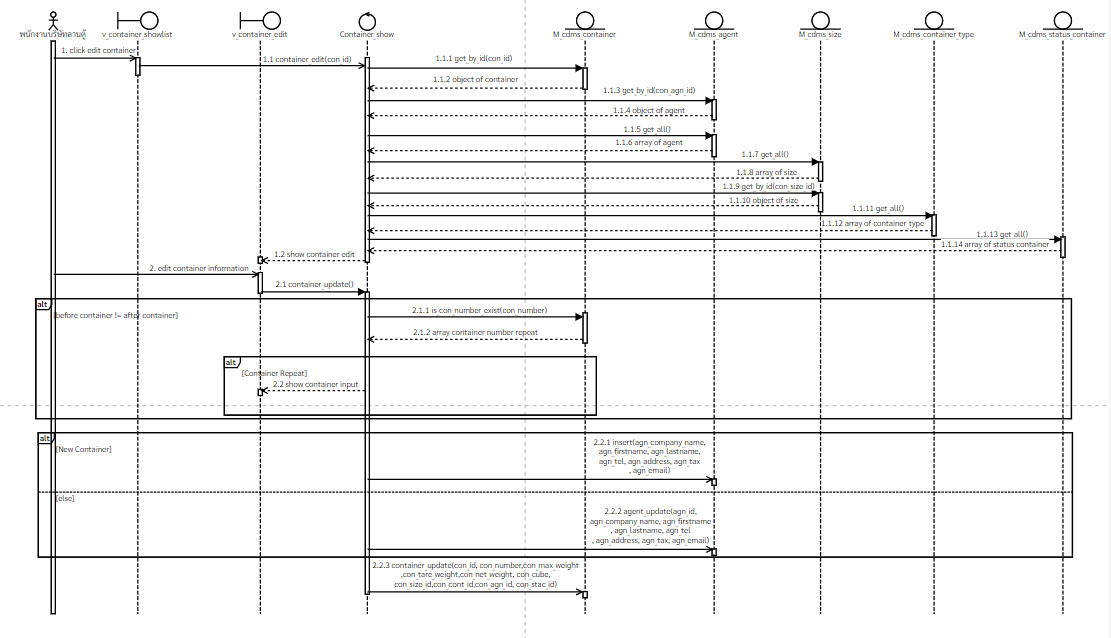 พนักงานบริษัทลานตู้
v_container_showlist
v_container_edit
Container_show
M_cdms_container
M_cdms_agent
M_cdms_size
M_cdms_container_type
M_cdms_status_container
1. click edit container
1.1 container_edit(con_id)
1.1.1 get_by_id(con_id)
1.1.2 object of container
1.1.3 get_by_id(con_agn_id)
1.1.4 object of agent
1.1.5 get_all()
1.1.6 array of agent
1.1.7 get_all()
1.1.8 array of size
1.1.9 get_by_id(con_size_id)
1.1.10 object of size
1.1.11 get_all()
1.1.12 array of container_type
1.1.13 get_all()
1.1.14 array of status container
1.2 show container edit
2. edit container information
2.1 container_update()
alt
[before container != after container]
2.1.1 is con_number_exist(con_number)
2.1.2 array container number repeat
alt
[Container Repeat]
2.2 show container input
alt
[New Container]
2.2.1 insert(agn_company_name,
agn_firstname, agn_lastname,
agn_tel, agn_address, agn_tax
, agn_email)
[else]
2.2.2 agent_update(agn_id,
agn_company_name, agn_firstname
, agn_lastname, agn_tel
, agn_address, agn_tax, agn_email)
2.2.3 container_update(con_id, con_number,con_max_weight
,con_tare_weight,con_net_weight, con_cube,
con_size_id,con_cont_id,con_agn_id, con_stac_id)